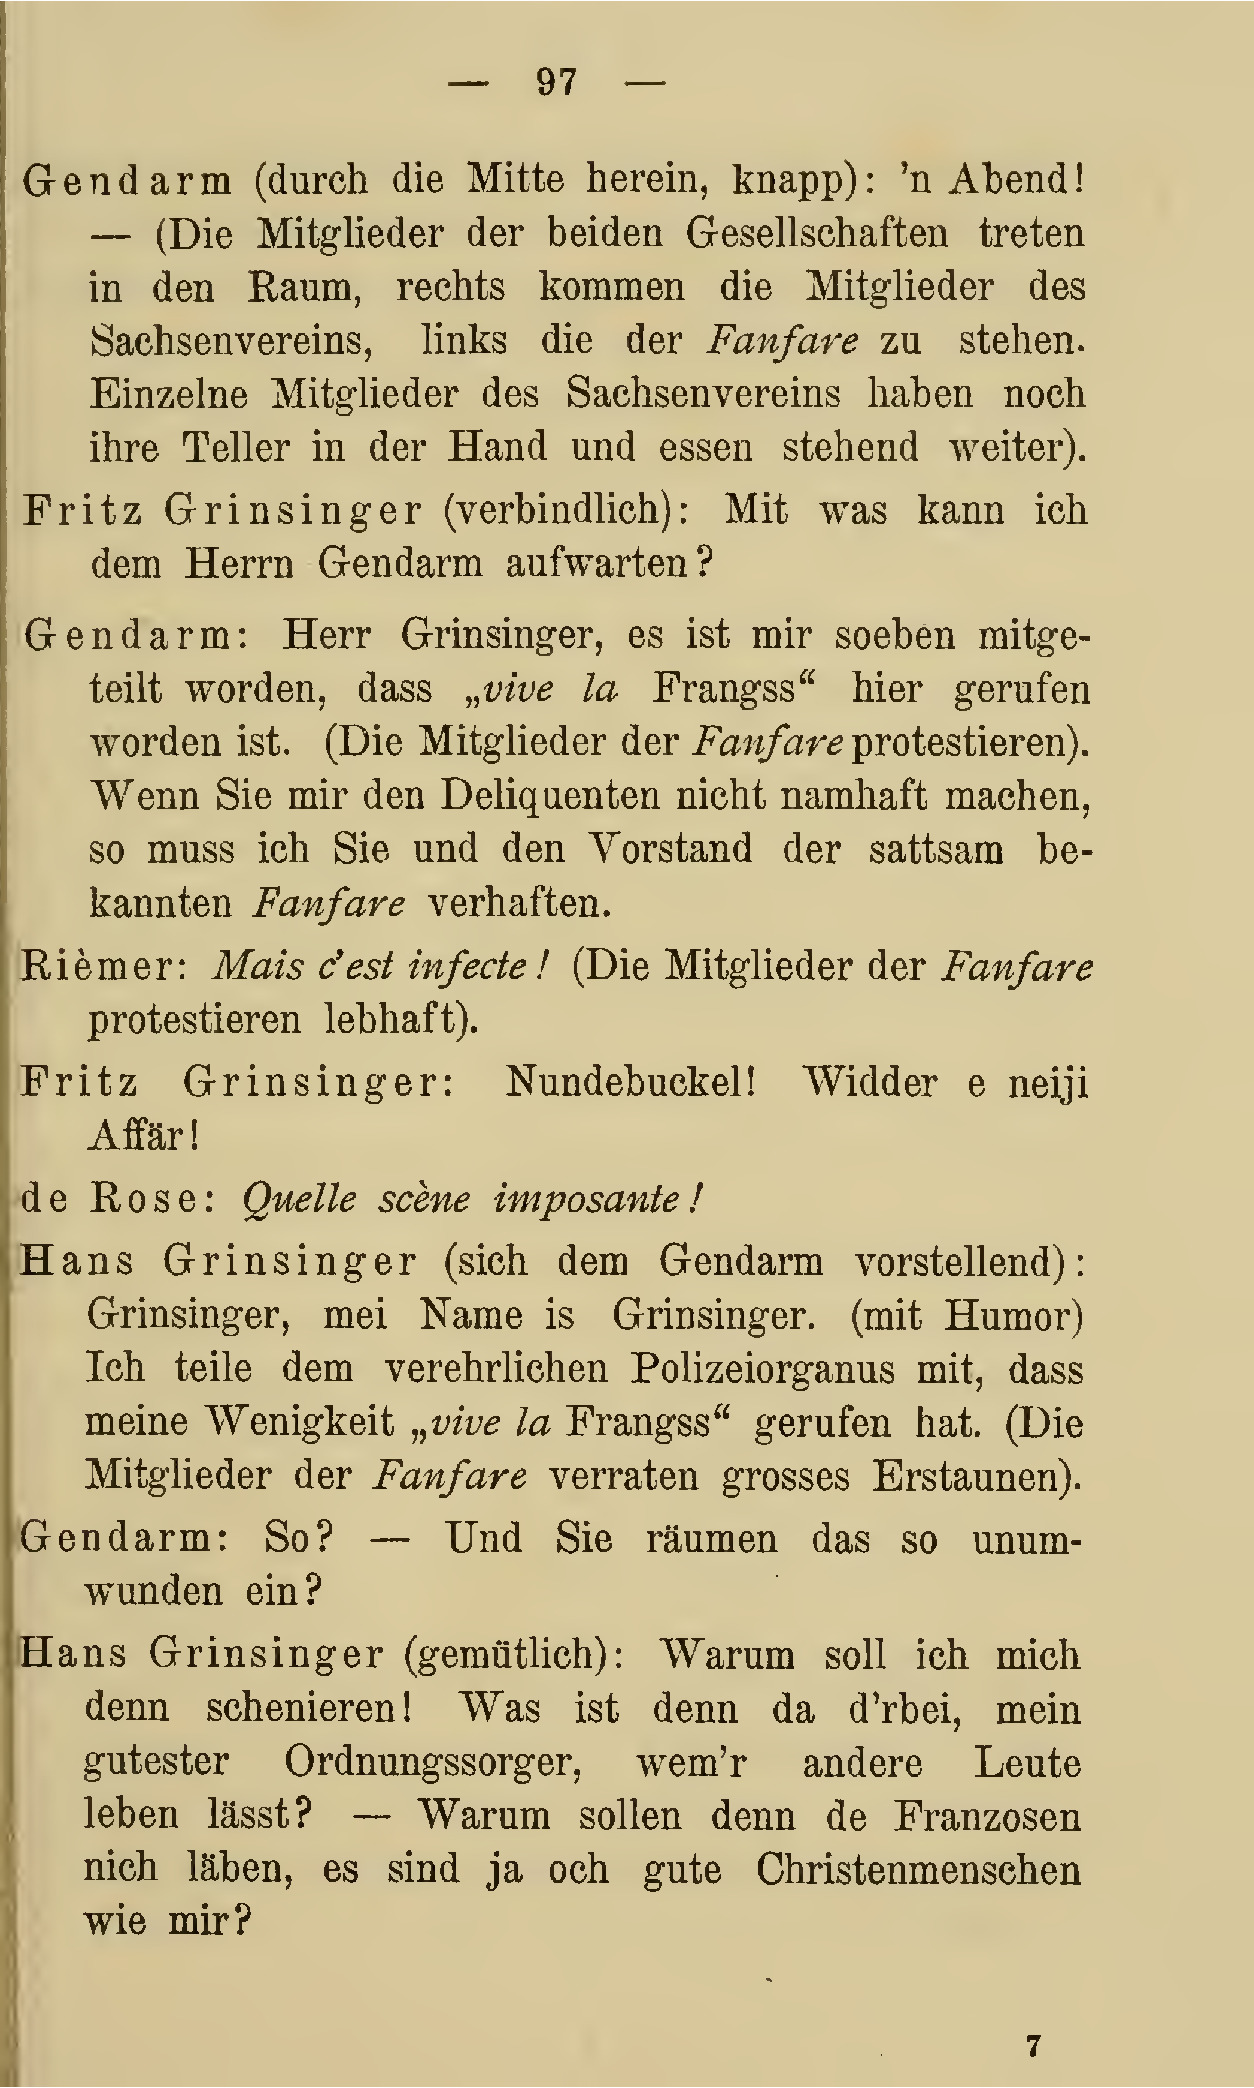 — 97 —
Gendarm (durch die Mitte herein, knapp): ’n Abend!
— (Die Mitglieder der beiden Gesellschaften treten
in den Raum, rechts kommen die Mitglieder des
Sachsenvereins, links die der Fanfare zu stehen.
Einzelne Mitglieder des Sachsenvereins haben noch
ihre Teller in der Hand und essen stehend weiter).
Fritz Grinsinger (verbindlich): Mit was kann ich
dem Herrn Gendarm aufwarten?
Gendarm: Herr Grinsinger, es ist mir soeben mitge-
teilt worden, dass „vive la Frangss“ hier gerufen
worden ist. (Die Mitglieder der Fanfare protestieren).
Wenn Sie mir den Deliquenten nicht namhaft machen,
so muss ich Sie und den Vorstand der sattsam be-
kannten Fanfare verhaften.
Rièmer: Mais c’est infecte! (Die Mitglieder der Fanfare
protestieren lebhaft).
Fritz Grinsinger: Nundebuckel! Widder e neiji
Affär!
de Rose: Quelle scène imposante!
Hans Grinsinger (sich dem Gendarm vorstellend):
Grinsinger, mei Name is Grinsinger. (mit Humor)
Ich teile dem verehrlichen Polizeiorganus mit, dass
meine Wenigkeit „vive la Frangss“ gerufen hat. (Die
Mitglieder der Fanfare verraten grosses Erstaunen).
Gendarm: So? — Und Sie räumen das so unum-
wunden ein?
Hans Grinsinger (gemütlich): Warum soll ich mich
denn schenieren! Was ist denn da d’rbei, mein
gutester Ordnungssorger, wem’r andere Leute
leben lässt? — Warum sollen denn de Franzosen
nich läben, es sind ja och gute Christenmenschen
wie mir?
7